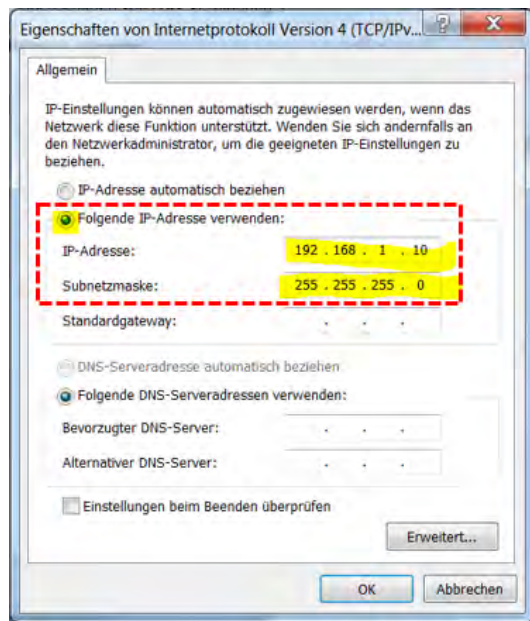 Eigenschaften von Internetprotokoll Version 4 (TCP/IPv...
Allgemein
IP-Einstellungen können automatisch zugewiesen werden, wenn das
Netzwerk diese Funktion unterstützt. Wenden Sie sich andernfalls an
den Netzwerkadministrator, um die geeigneten IP-Einstellungen zu
beziehen.
IP-Adresse automatisch beziehen
Folgende IP-Adresse verwenden:
IP-Adresse: 192 . 168 . 1 . 10
Subnetzmaske: 255 . 255 . 255 . 0
Standardgateway: . . .
DNS-Serveradresse automatisch beziehen
Folgende DNS-Serveradressen verwenden:
Bevorzugter DNS-Server: . . .
Alternativer DNS-Server: . . .
Einstellungen beim Beenden überprüfen
Erweitert...
OK Abbrechen